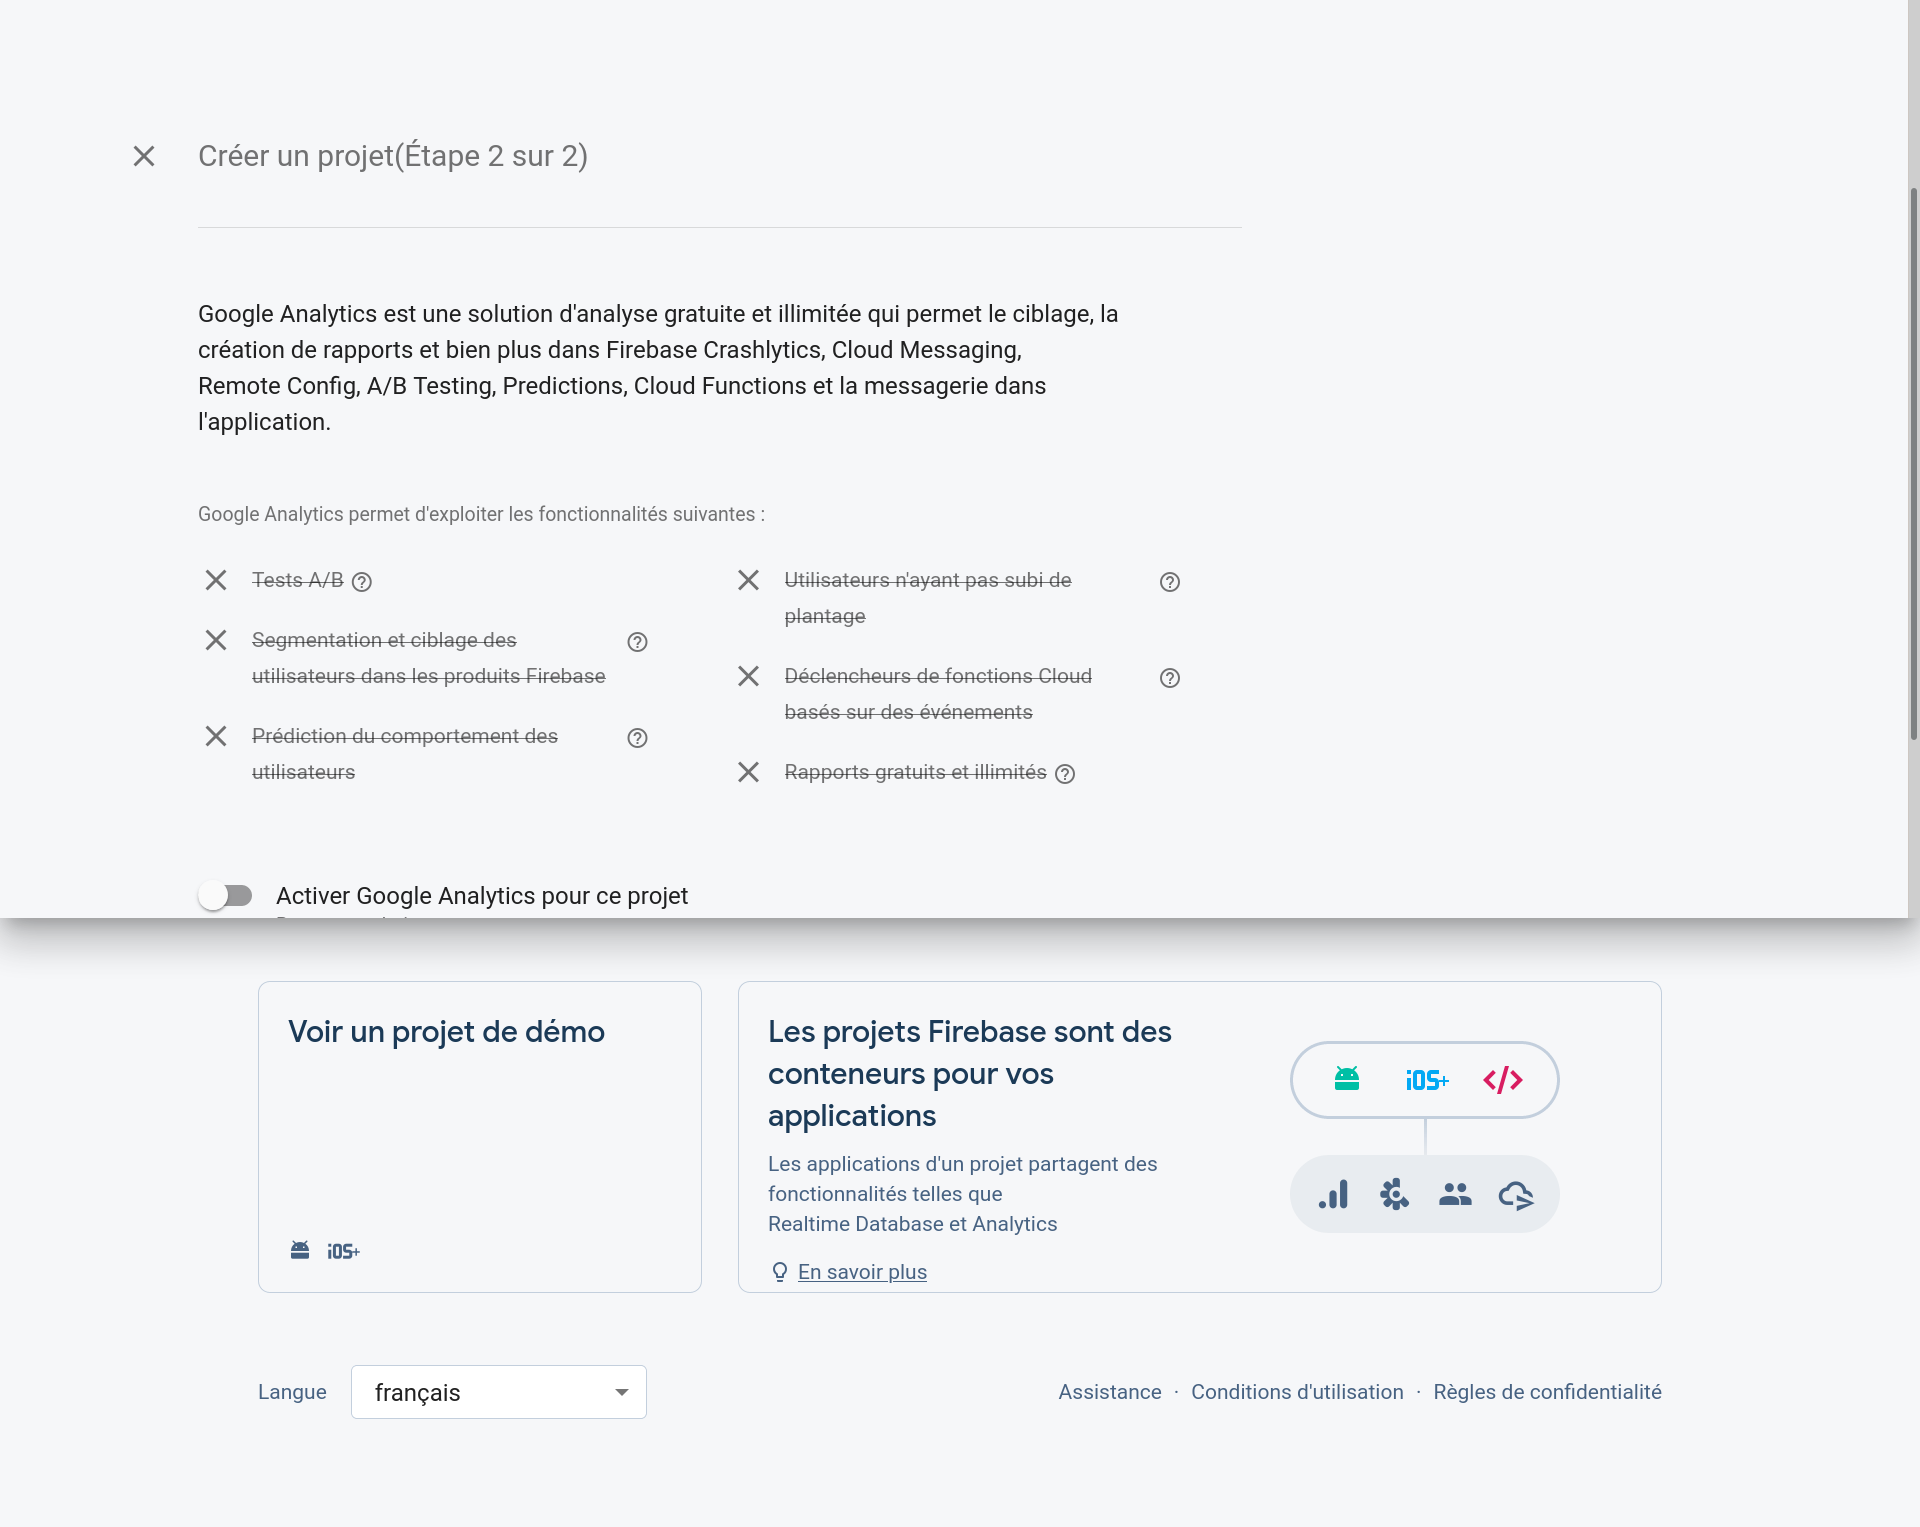 Créer un projet(Étape 2 sur 2)
Google Analytics est une solution d'analyse gratuite et illimitée qui permet le ciblage, la
création de rapports et bien plus dans Firebase Crashlytics, Cloud Messaging,
Remote Config, A/B Testing, Predictions, Cloud Functions et la messagerie dans
l'application.
Google Analytics permet d'exploiter les fonctionnalités suivantes :
Tests A/B
Segmentation et ciblage des
utilisateurs dans les produits Firebase
Prédiction du comportement des
utilisateurs
Utilisateurs n'ayant pas subi de
plantage
Déclencheurs de fonctions Cloud
basés sur des événements
Rapports gratuits et illimités
Activer Google Analytics pour ce projet
Voir un projet de démo
iOS+
Les projets Firebase sont des
conteneurs pour vos
applications
Les applications d'un projet partagent des
fonctionnalités telles que
Realtime Database et Analytics
En savoir plus
iOS+
Langue
français
Assistance · Conditions d'utilisation · Règles de confidentialité